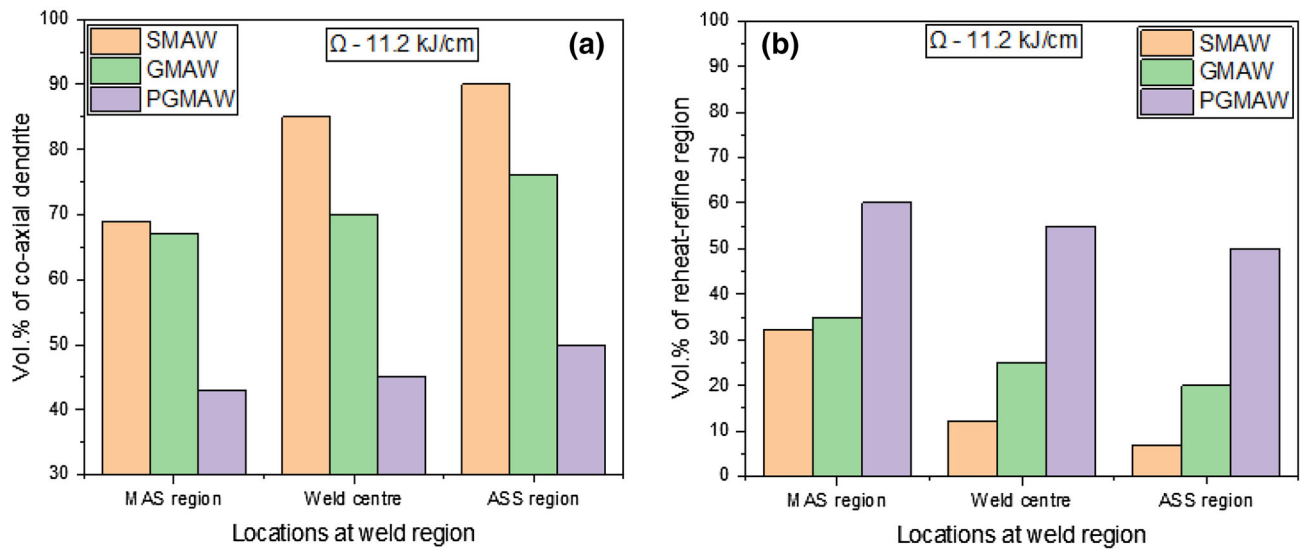 (a)
Ω - 11.2 kJ/cm
SMAW
GMAW
PGMAW
Vol.% of co-axial dendrite
100
90
80
70
60
50
40
30
MAS region
Weld centre
ASS region
Locations at weld region
(b)
Ω - 11.2 kJ/cm
SMAW
GMAW
PGMAW
Vol.% of reheat-refine region
100
90
80
70
60
50
40
30
20
10
0
MAS region
Weld centre
ASS region
Locations at weld region